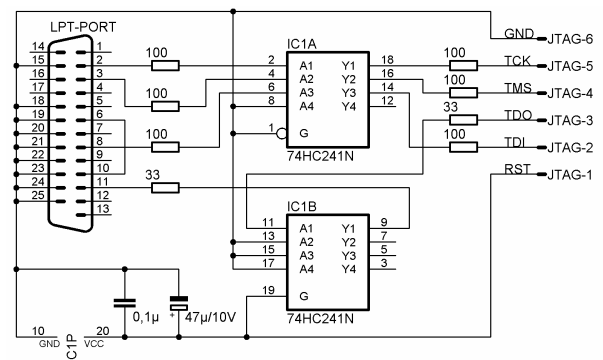 LPT-PORT
14 1
15 2
16 3
17 4
18 5
19 6
20 7
21 8
22 9
23 10
24 11
25 12
13
100
100
100
33
IC1A
2 A1 Y1 18
4 A2 Y2 16
6 A3 Y3 14
8 A4 Y4 12
1 G
74HC241N
100
100
33
100
GND JTAG-6
TCK JTAG-5
TMS JTAG-4
TDO JTAG-3
TDI JTAG-2
RST JTAG-1
IC1B
11 A1 Y1 9
13 A2 Y2 7
15 A3 Y3 5
17 A4 Y4 3
19 G
74HC241N
0,1µ
+ 47µ/10V
10 20
GND VCC
C1P